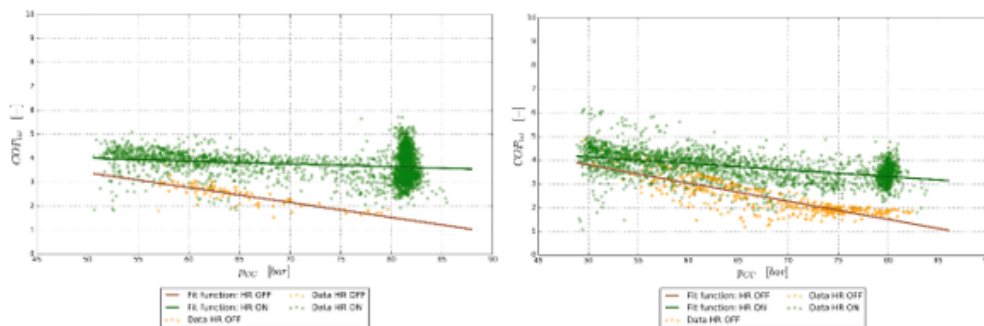 10
9
8
7
6
5
4
3
2
1
0
45 50 55 60 65 70 75 80 85 90
COP_tot [−]
p_GC [bar]
Fit function: HR OFF
Fit function: HR ON
Data HR OFF
Data HR OFF
Data HR ON
10
9
8
7
6
5
4
3
2
1
0
45 50 55 60 65 70 75 80 85 90
COP_tot [−]
p_GC [bar]
Fit function: HR OFF
Fit function: HR ON
Data HR OFF
Data HR OFF
Data HR ON